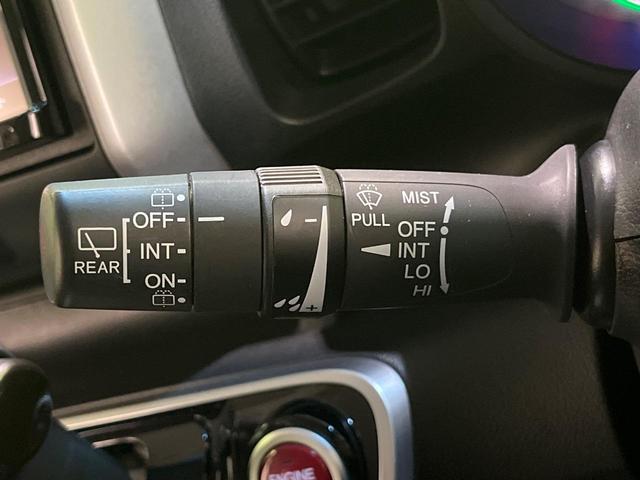 OFF
INT
ON
REAR
−
+
PULL
MIST
OFF
INT
LO
HI
ENGINE